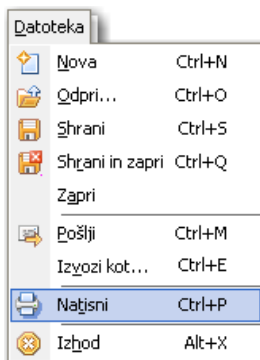 Datoteka
Nova Ctrl+N
Odpri... Ctrl+O
Shrani Ctrl+S
Shrani in zapri Ctrl+Q
Zapri
Pošlji Ctrl+M
Izvozi kot... Ctrl+E
Natisni Ctrl+P
Izhod Alt+X